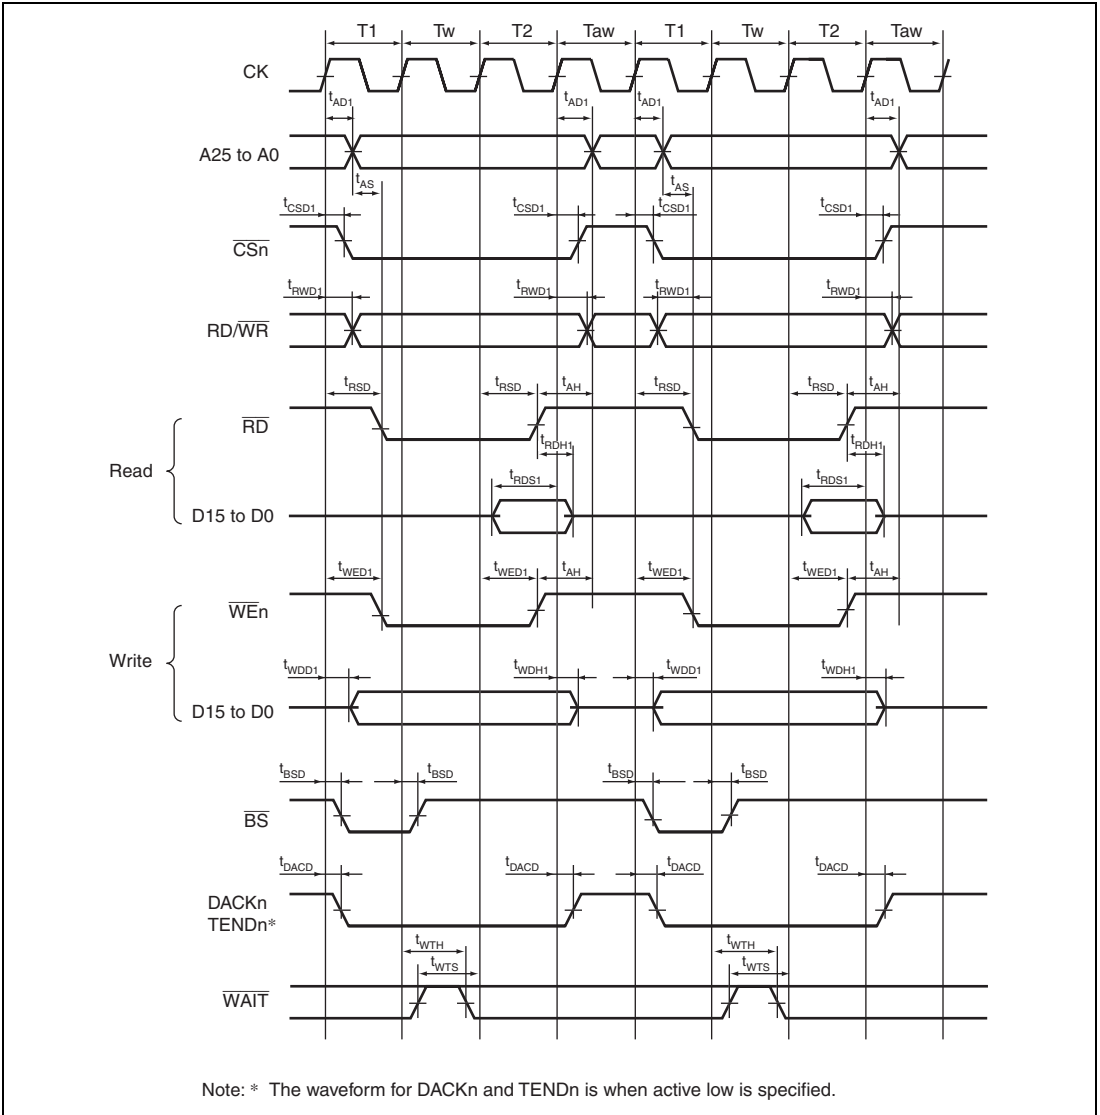 T1 Tw T2 Taw T1 Tw T2 Taw
CK
tAD1 tAD1 tAD1 tAD1
A25 to A0
tAS tAS
tCSD1 tCSD1 tCSD1 tCSD1
CSn
tRWD1 tRWD1 tRWD1 tRWD1
RD/WR
tRSD tRSD tAH tRSD tRSD tAH
RD
tRDH1 tRDH1
Read
tRDS1 tRDS1
D15 to D0
tWED1 tWED1 tAH tWED1 tWED1 tAH
WEn
Write
tWDD1 tWDH1 tWDD1 tWDH1
D15 to D0
tBSD tBSD tBSD tBSD
BS
tDACD tDACD tDACD tDACD
DACKn
TENDn*
tWTH tWTH
tWTS tWTS
WAIT
Note: * The waveform for DACKn and TENDn is when active low is specified.